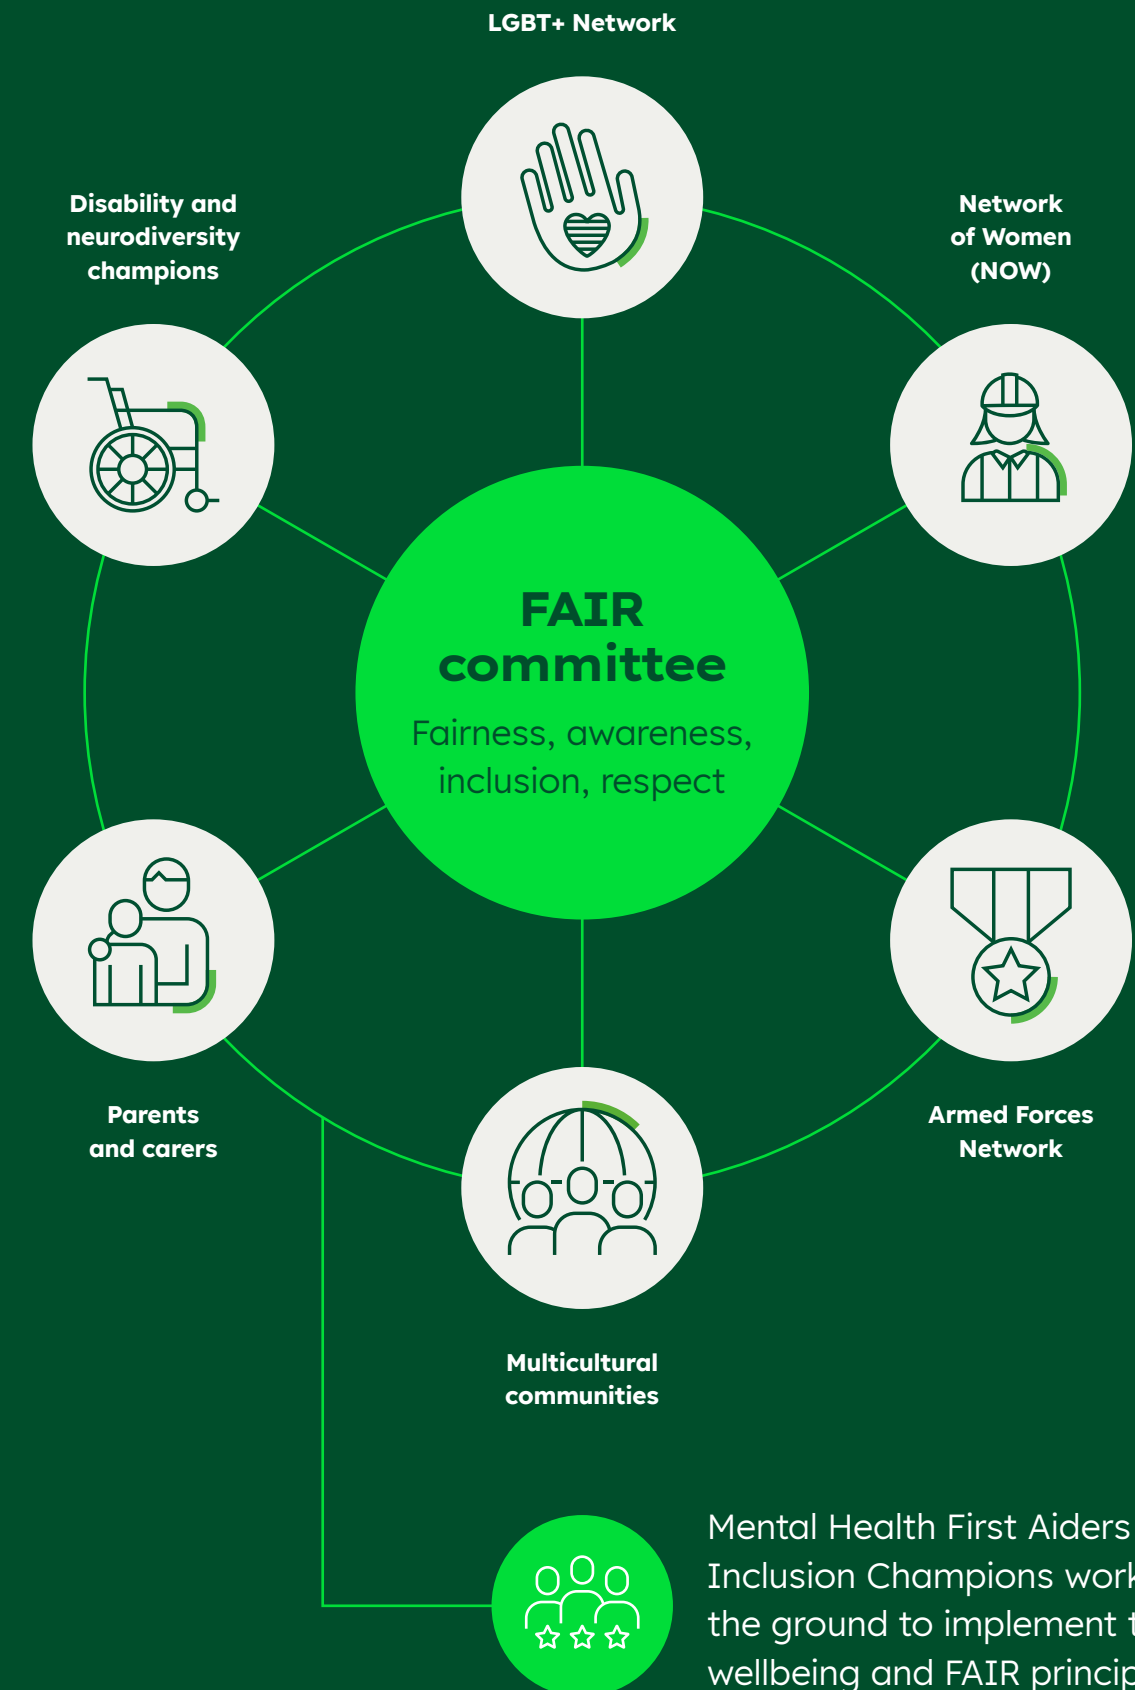 LGBT+ Network
Disability and
neurodiversity
champions
Network
of Women
(NOW)
FAIR
committee
Fairness, awareness,
inclusion, respect
Parents
and carers
Armed Forces
Network
Multicultural
communities
Mental Health First Aiders
Inclusion Champions work
the ground to implement
wellbeing and FAIR